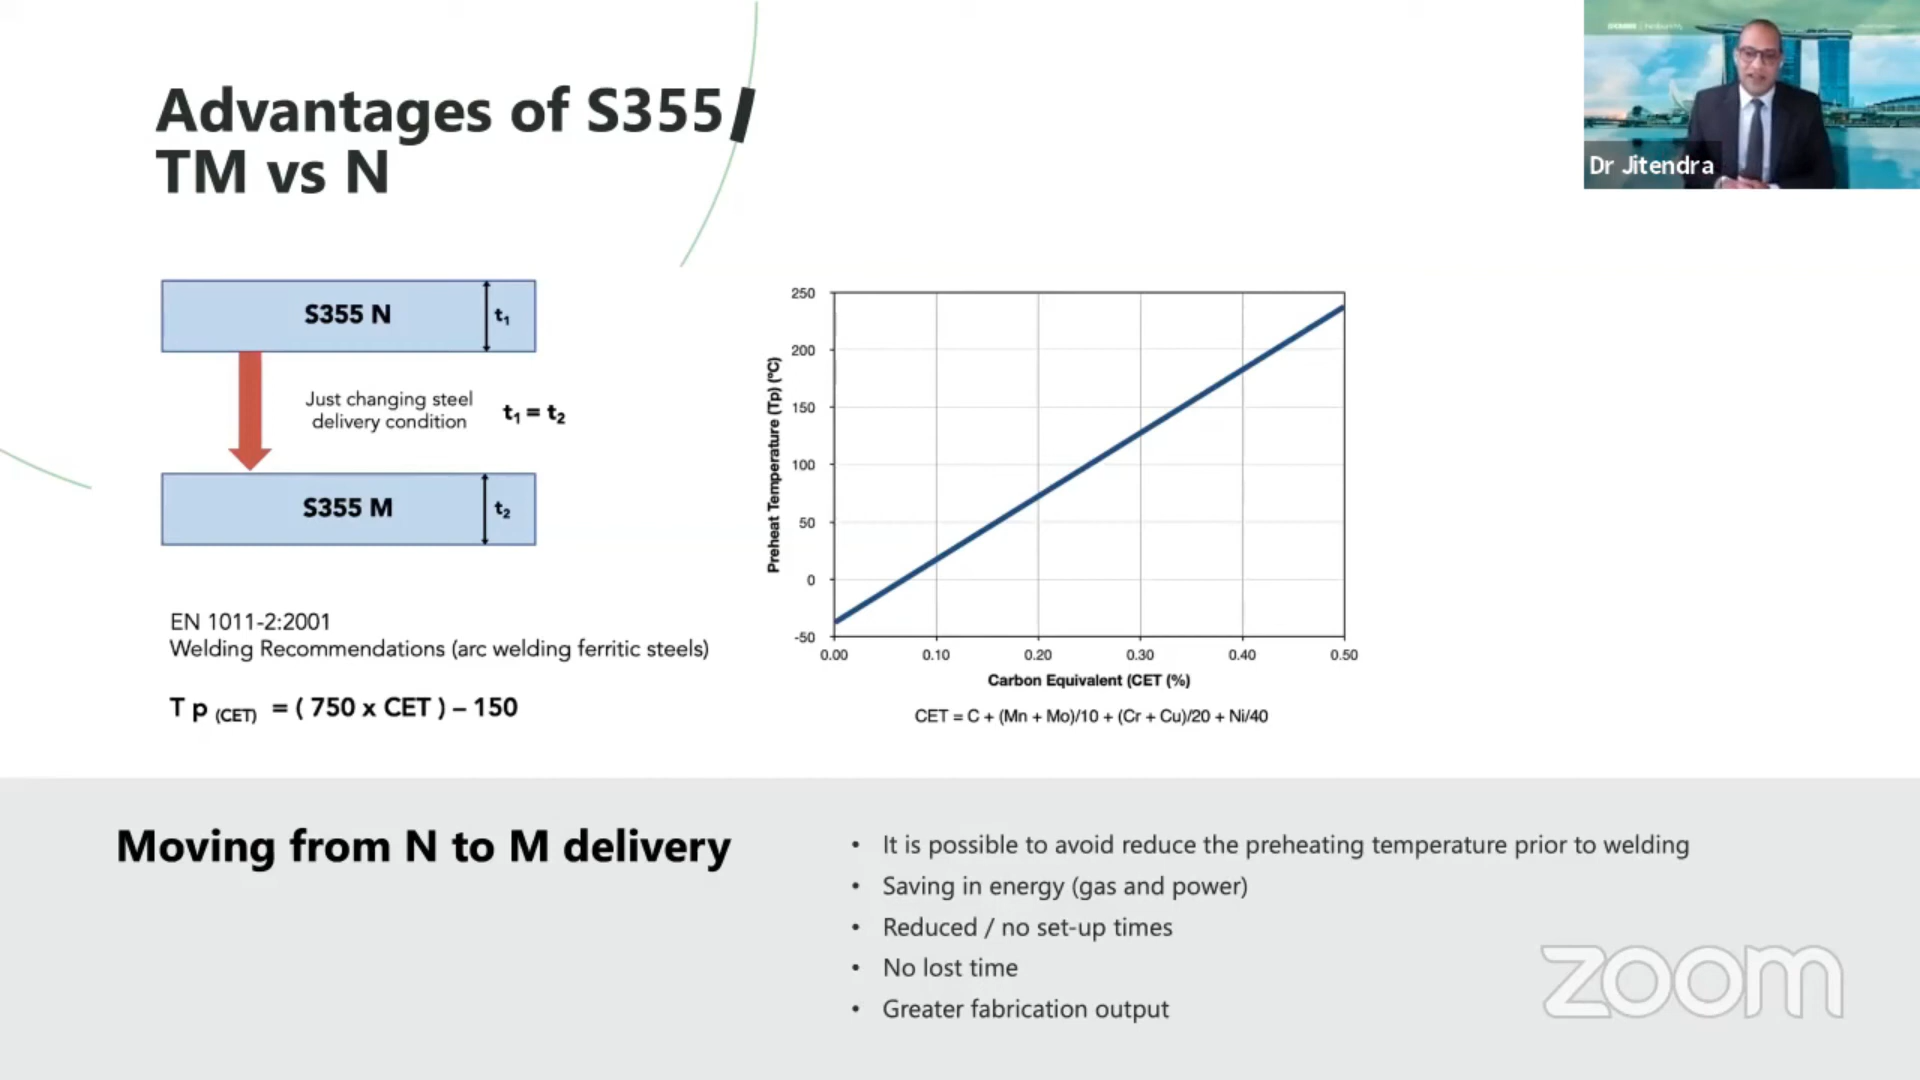 Advantages of S355
TM vs N
Dr Jitendra
S355 N
t₁
Just changing steel
delivery condition
t₁ = t₂
S355 M
t₂
EN 1011-2:2001
Welding Recommendations (arc welding ferritic steels)
T p (CET) = ( 750 x CET ) – 150
Preheat Temperature (Tp) (ºC)
250
200
150
100
50
0
-50
0.00 0.10 0.20 0.30 0.40 0.50
Carbon Equivalent (CET (%)
CET = C + (Mn + Mo)/10 + (Cr + Cu)/20 + Ni/40
Moving from N to M delivery
• It is possible to avoid reduce the preheating temperature prior to welding
• Saving in energy (gas and power)
• Reduced / no set-up times
• No lost time
• Greater fabrication output
zoom